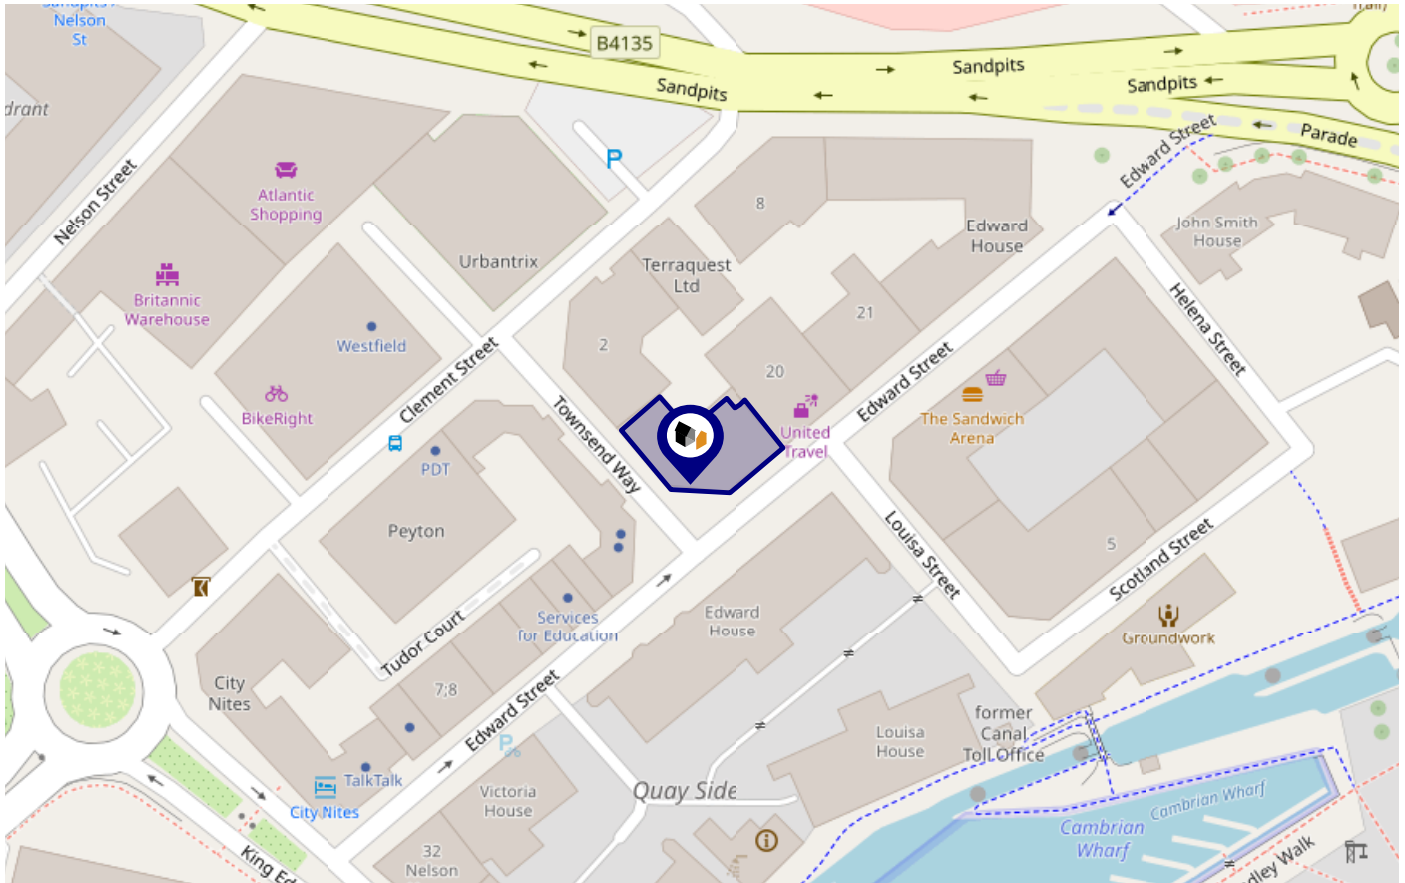 Sandpits /
Nelson
St
B4135
Sandpits
Sandpits
Sandpits
Parade
Edward Street
drant
Nelson Street
Atlantic
Shopping
P
8
Edward
House
John Smith
House
Urbantrix
Terraquest
Ltd
Britannic
Warehouse
Westfield
21
2
Helena Street
Clement Street
20
Edward Street
BikeRight
Townsend Way
United
Travel
The Sandwich
Arena
PDT
Peyton
Louisa Street
5
Scotland Street
Services
for Education
Edward
House
Groundwork
Tudor Court
City
Nites
7;8
Edward Street
former
Canal
Toll Office
Louisa
House
P
TalkTalk
City Nites
Victoria
House
Quay Side
Cambrian Wharf
Cambrian
Wharf
32
Nelson
King Ed
dley Walk